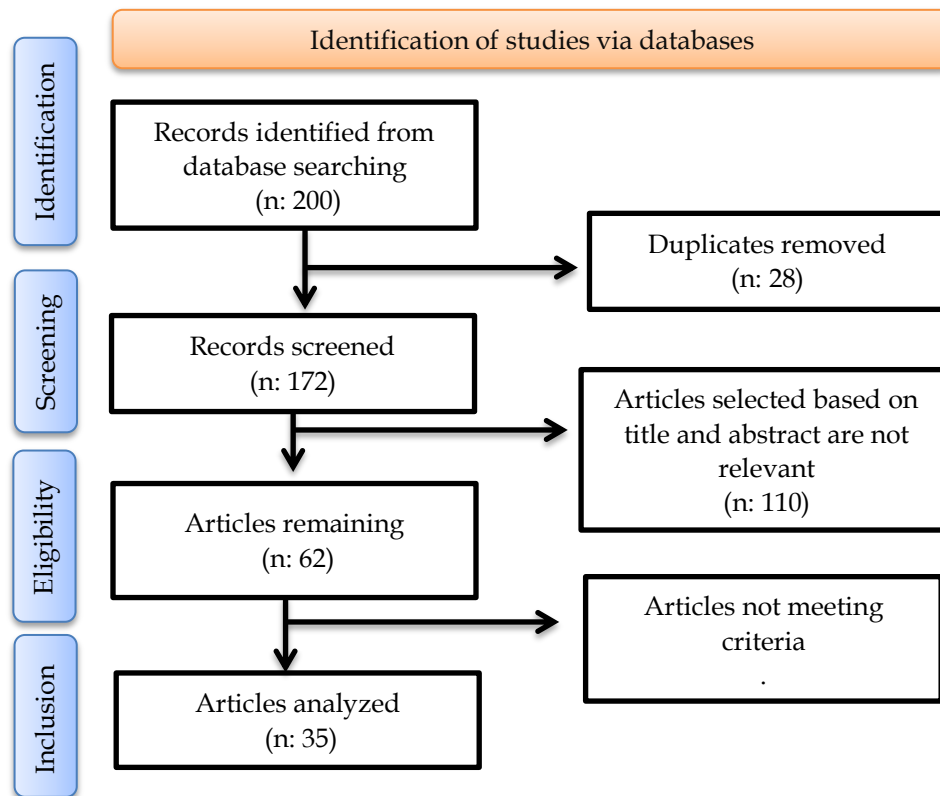 Identification of studies via databases
Identification
Records identified from
database searching
(n: 200)
Duplicates removed
(n: 28)
Screening
Records screened
(n: 172)
Articles selected based on
title and abstract are not
relevant
(n: 110)
Eligibility
Articles remaining
(n: 62)
Articles not meeting
criteria
.
Inclusion
Articles analyzed
(n: 35)